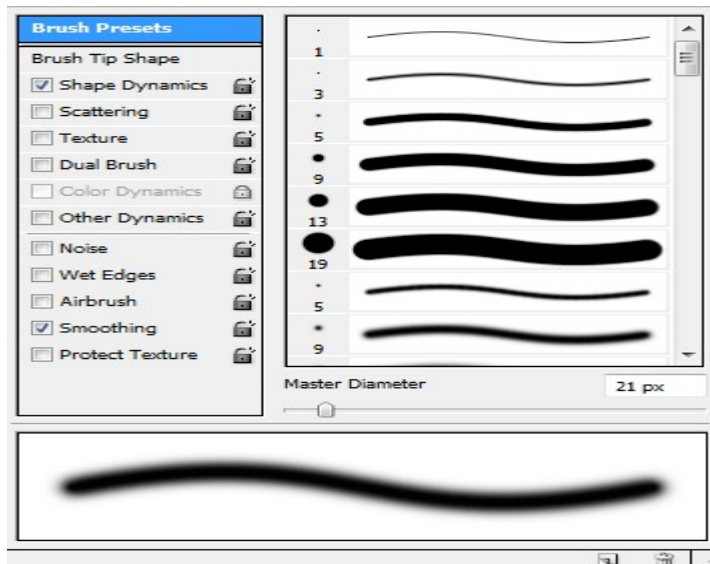 Brush Presets
Brush Tip Shape
Shape Dynamics
Scattering
Texture
Dual Brush
Color Dynamics
Other Dynamics
Noise
Wet Edges
Airbrush
Smoothing
Protect Texture
1
3
5
9
13
19
5
9
Master Diameter
21 px